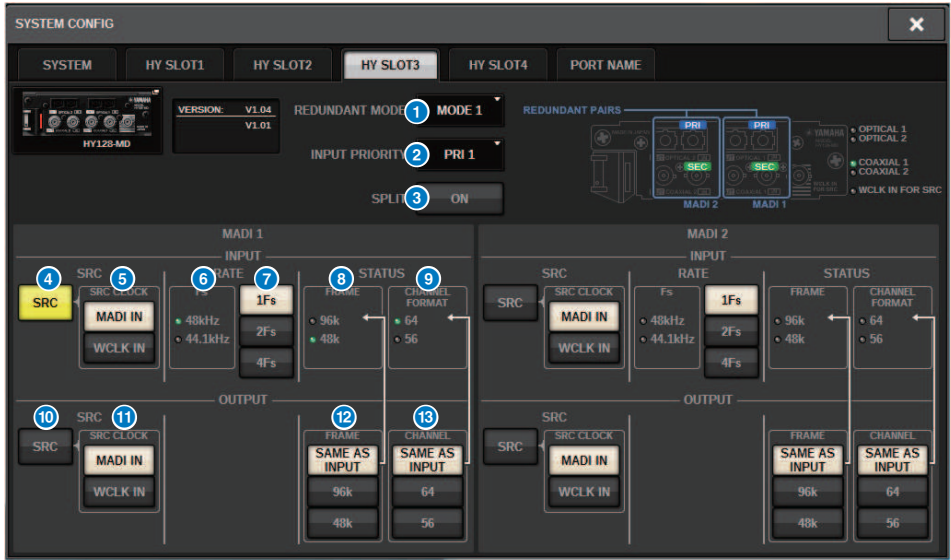 SYSTEM CONFIG
SYSTEM HY SLOT1 HY SLOT2 HY SLOT3 HY SLOT4 PORT NAME
HY128-MD
VERSION: V1.04
V1.01
REDUNDANT MODE 1 MODE 1
INPUT PRIORITY 2 PRI 1
SPLIT 3 ON
REDUNDANT PAIRS
PRI PRI
SEC SEC
MADI 2 MADI 1
YAMAHA
OPTICAL 1
OPTICAL 2
COAXIAL 1
COAXIAL 2
WCLK IN FOR SRC
MADI 1
INPUT
SRC RATE STATUS
4 5 6 7 8 9
SRC
SRC CLOCK
MADI IN
WCLK IN
Fs
48kHz
44.1kHz
1Fs
2Fs
4Fs
FRAME
96k
48k
CHANNEL
FORMAT
64
56
OUTPUT
SRC
10 11 12 13
SRC
SRC CLOCK
MADI IN
WCLK IN
FRAME
SAME AS
INPUT
96k
48k
CHANNEL
SAME AS
INPUT
64
56
MADI 2
INPUT
SRC RATE STATUS
SRC
SRC CLOCK
MADI IN
WCLK IN
Fs
48kHz
44.1kHz
1Fs
2Fs
4Fs
FRAME
96k
48k
CHANNEL
FORMAT
64
56
OUTPUT
SRC
SRC
SRC CLOCK
MADI IN
WCLK IN
FRAME
SAME AS
INPUT
96k
48k
CHANNEL
SAME AS
INPUT
64
56